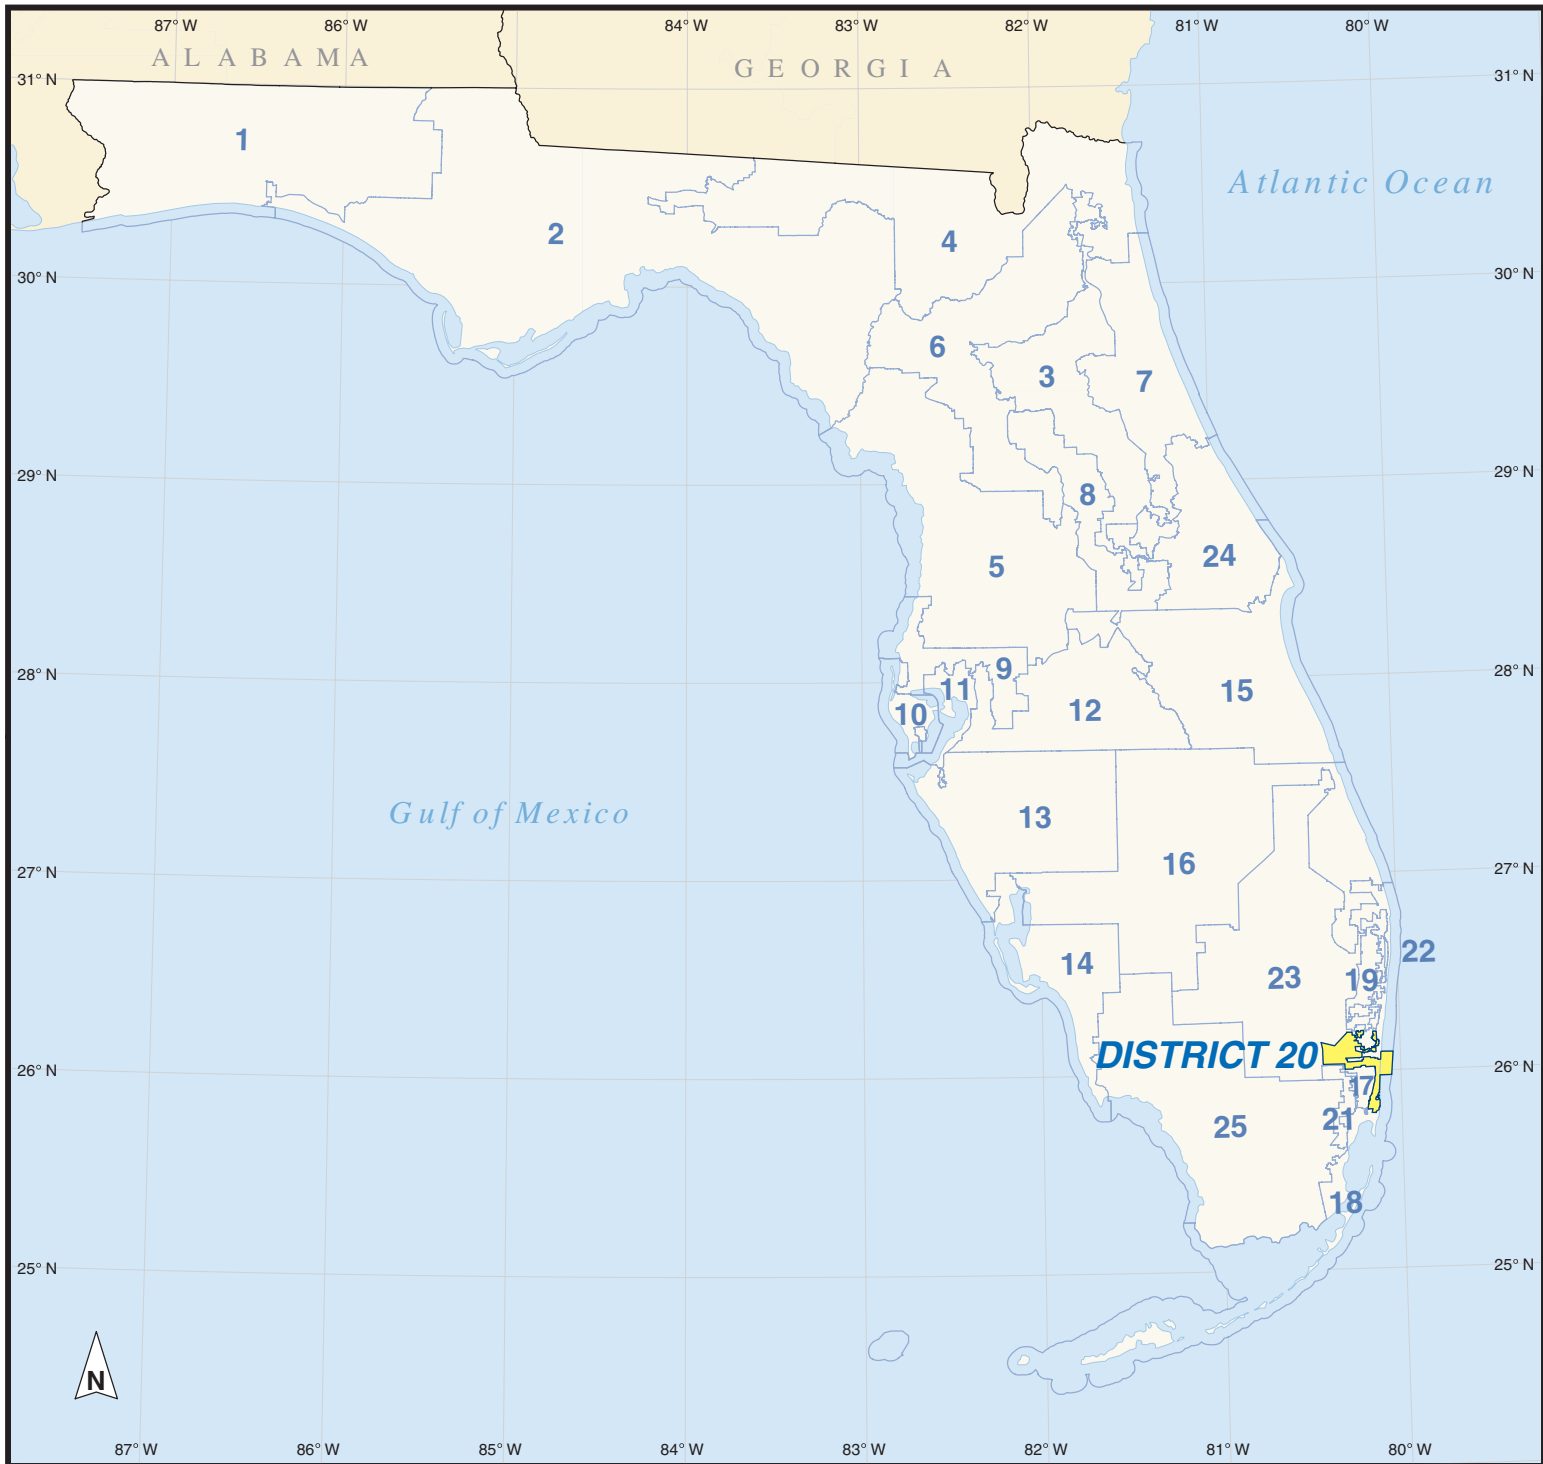 87° W 86° W 84° W 83° W 82° W 81° W 80° W
ALABAMA
GEORGIA
31° N 31° N
1
Atlantic Ocean
2
4
30° N 30° N
6
3
7
29° N 29° N
8
24
5
28° N 28° N
9
11
15
10
12
Gulf of Mexico
13
16
27° N 27° N
22
14
23
19
DISTRICT 20
26° N 26° N
17
21
25
18
25° N 25° N
N
87° W 86° W 85° W 84° W 83° W 82° W 81° W 80° W